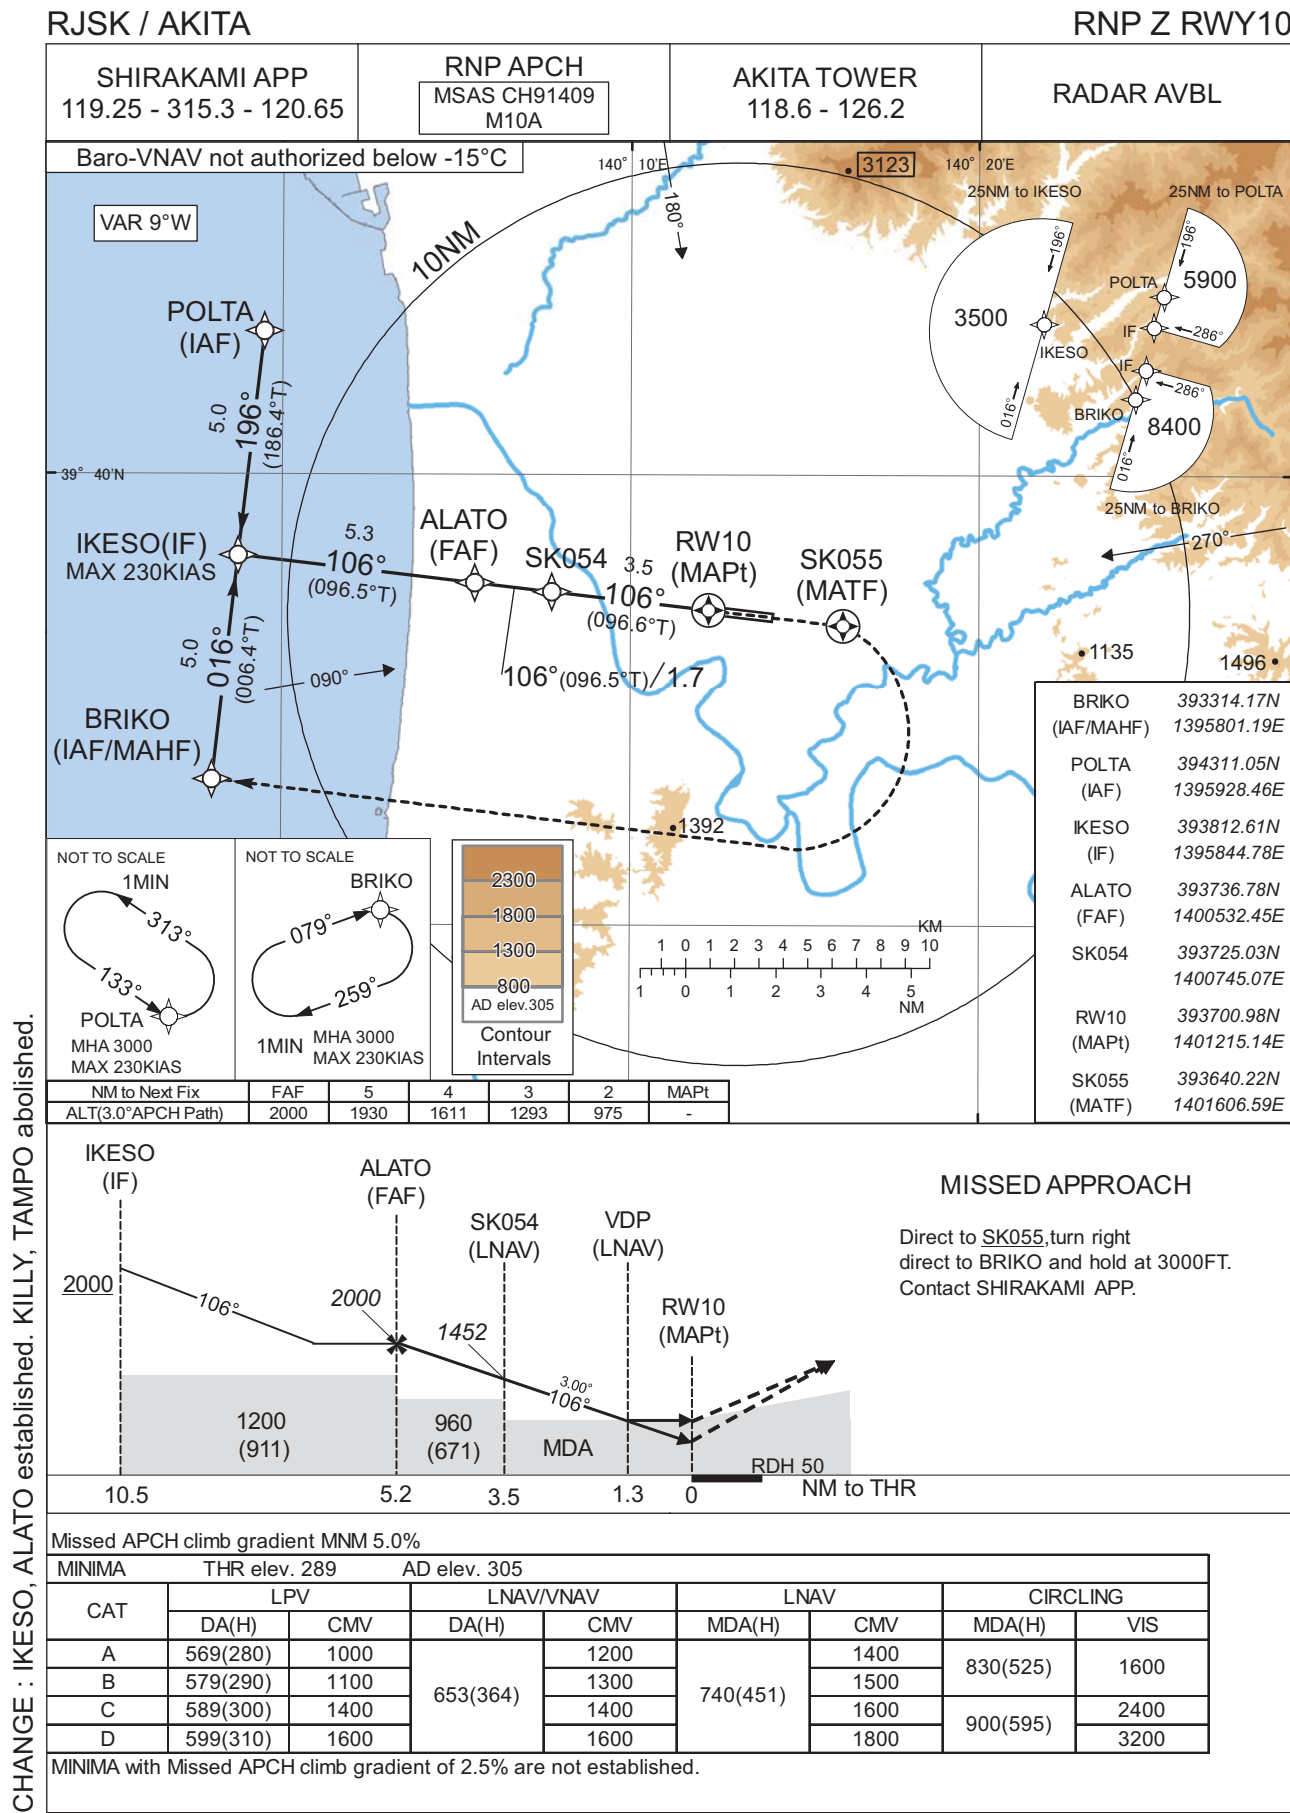 RJSK / AKITA
RNP Z RWY10
SHIRAKAMI APP
119.25 - 315.3 - 120.65
RNP APCH
MSAS CH91409
M10A
AKITA TOWER
118.6 - 126.2
RADAR AVBL
Baro-VNAV not authorized below -15°C
140° 10'E
140° 20'E
3123
VAR 9°W
10NM
180°
25NM to IKESO
196°
3500
IKESO
016°
25NM to POLTA
196°
POLTA
5900
IF
286°
IF
286°
BRIKO
8400
016°
25NM to BRIKO
POLTA
(IAF)
5.0
196°
(186.4°T)
39° 40'N
IKESO(IF)
MAX 230KIAS
5.3
106°
(096.5°T)
ALATO
(FAF)
SK054
3.5
106°
(096.6°T)
RW10
(MAPt)
SK055
(MATF)
270°
5.0
016°
(006.4°T)
090°
106°(096.5°T)/1.7
1135
1496
BRIKO
(IAF/MAHF)
1392
BRIKO 393314.17N
(IAF/MAHF) 1395801.19E
POLTA 394311.05N
(IAF) 1395928.46E
IKESO 393812.61N
(IF) 1395844.78E
ALATO 393736.78N
(FAF) 1400532.45E
SK054 393725.03N
1400745.07E
RW10 393700.98N
(MAPt) 1401215.14E
SK055 393640.22N
(MATF) 1401606.59E
NOT TO SCALE
1MIN
313°
133°
POLTA
MHA 3000
MAX 230KIAS
NOT TO SCALE
BRIKO
079°
259°
1MIN
MHA 3000
MAX 230KIAS
2300
1800
1300
800
AD elev.305
Contour
Intervals
KM
1 0 1 2 3 4 5 6 7 8 9 10
1 0 1 2 3 4 5
NM
NM to Next Fix FAF 5 4 3 2 MAPt
ALT(3.0°APCH Path) 2000 1930 1611 1293 975 -
IKESO
(IF)
ALATO
(FAF)
SK054
(LNAV)
VDP
(LNAV)
RW10
(MAPt)
2000
106°
2000
1452
3.00°
106°
1200
(911)
960
(671)
MDA
RDH 50
10.5 5.2 3.5 1.3 0 NM to THR
MISSED APPROACH
Direct to SK055,turn right
direct to BRIKO and hold at 3000FT.
Contact SHIRAKAMI APP.
Missed APCH climb gradient MNM 5.0%
MINIMA THR elev. 289 AD elev. 305
CAT LPV LNAV/VNAV LNAV CIRCLING
DA(H) CMV DA(H) CMV MDA(H) CMV MDA(H) VIS
A 569(280) 1000 653(364) 1200 740(451) 1400 830(525) 1600
B 579(290) 1100 1300 1500
C 589(300) 1400 1400 1600 900(595) 2400
D 599(310) 1600 1600 1800 3200
MINIMA with Missed APCH climb gradient of 2.5% are not established.
CHANGE : IKESO, ALATO established. KILLY, TAMPO abolished.